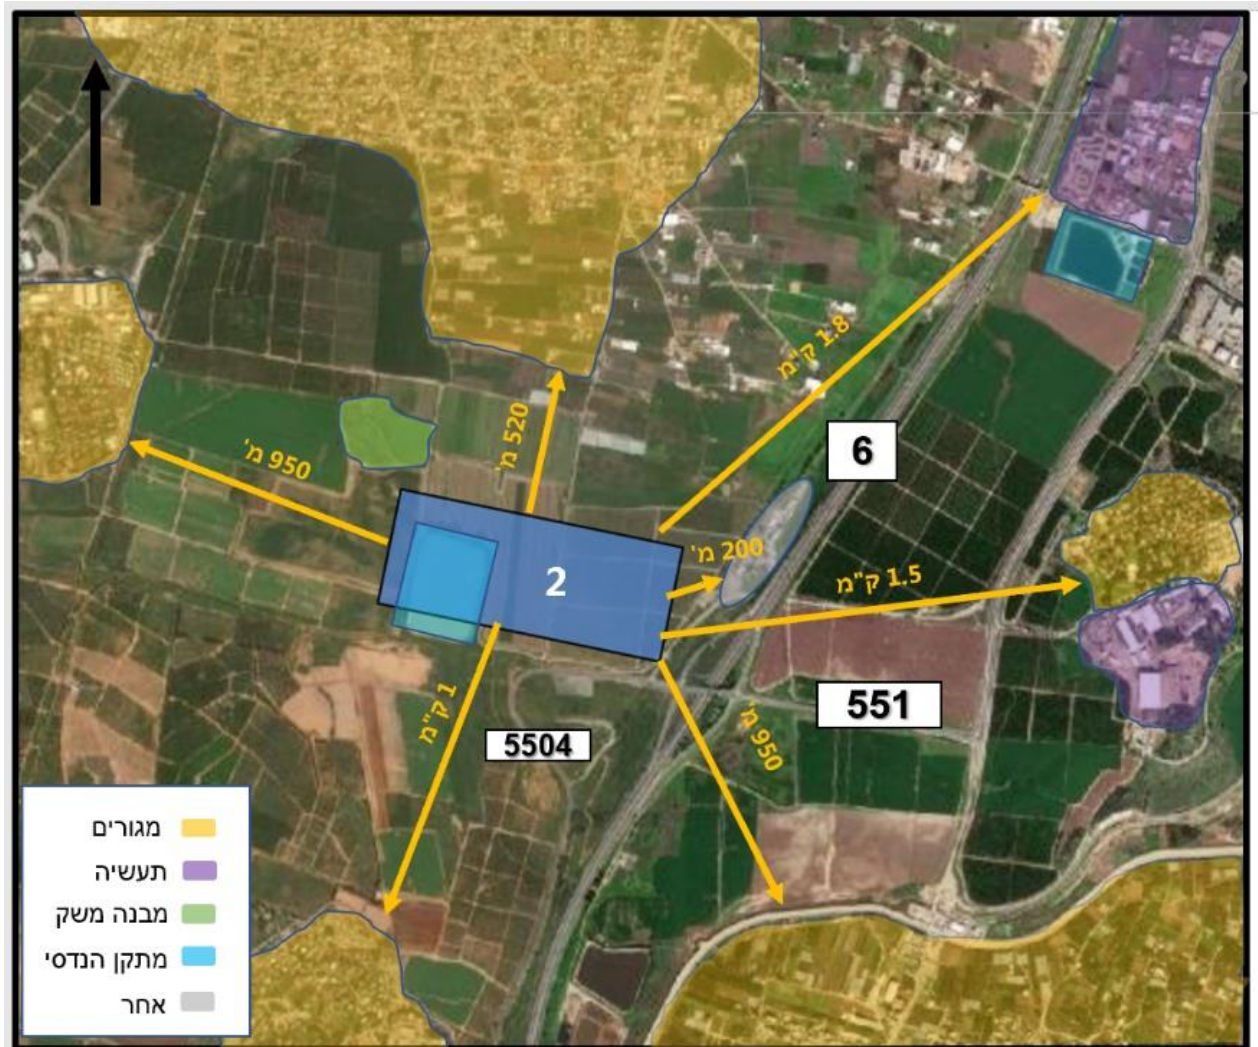 1.8 ק"מ
520 מ'
950 מ'
6
200 מ'
1.5 ק"מ
2
1 ק"מ
950 מ'
551
5504
מגורים
תעשיה
מבנה משק
מתקן הנדסי
אחר